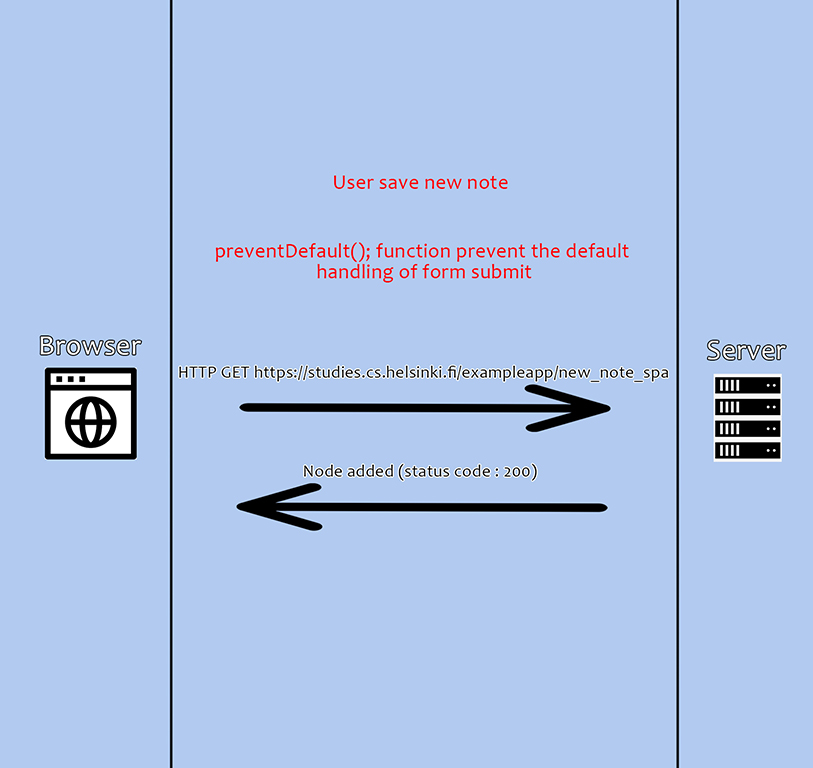 User save new note
preventDefault(); function prevent the default
handling of form submit
Browser
Server
HTTP GET https://studies.cs.helsinki.fi/exampleapp/new_note_spa
Node added (status code : 200)